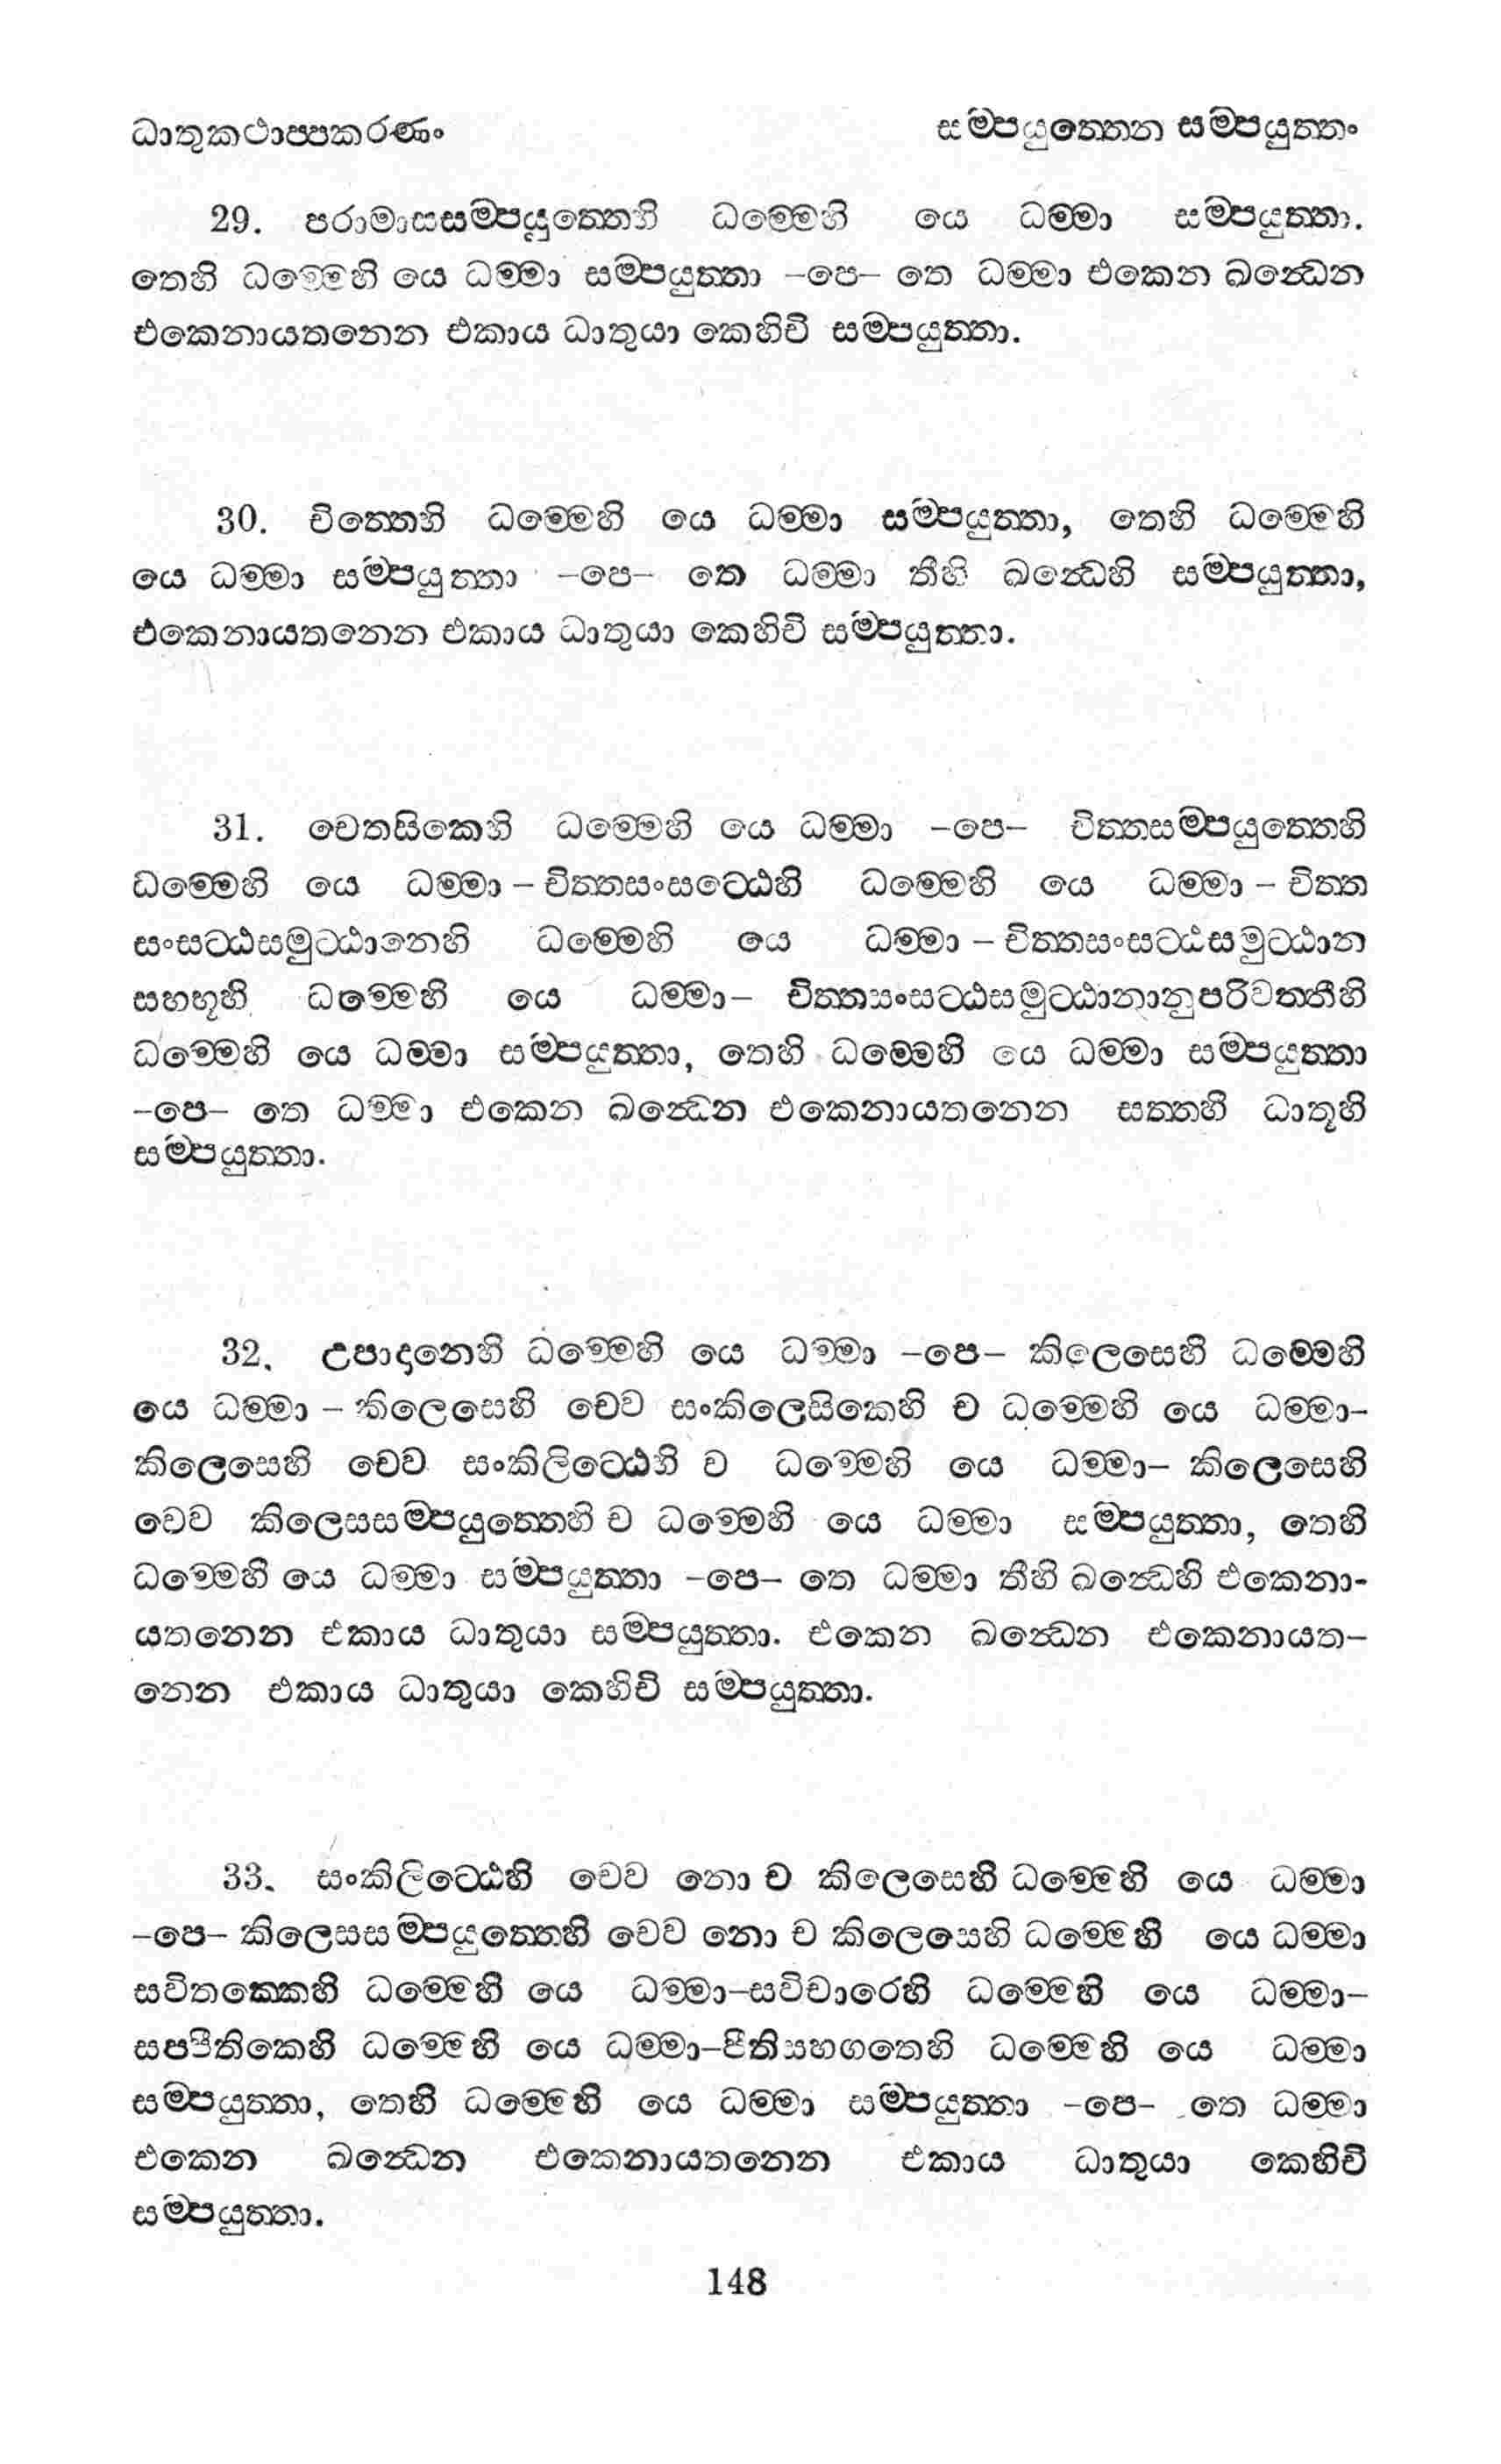 ධාතුකථාප්පකරණං සම්පයුත්තෙන සම්පයුත්තං
29. පරාමාසසම්පයුත්තෙහි ධම්මෙහි යෙ ධම්මා සම්පයුත්තා.
තෙහි ධම්මෙහි යෙ ධම්මා සම්පයුත්තා –පෙ– තෙ ධම්මා එකෙන ඛන්ධෙන
එකෙනායතනෙන එකාය ධාතුයා කෙහිචි සම්පයුත්තා.
30. චිත්තෙහි ධම්මෙහි යෙ ධම්මා සම්පයුත්තා, තෙහි ධම්මෙහි
යෙ ධම්මා සම්පයුත්තා –පෙ– තෙ ධම්මා තීහි ඛන්ධෙහි සම්පයුත්තා,
එකෙනායතනෙන එකාය ධාතුයා කෙහිචි සම්පයුත්තා.
31. චෙතසිකෙහි ධම්මෙහි යෙ ධම්මා –පෙ– චිත්තසම්පයුත්තෙහි
ධම්මෙහි යෙ ධම්මා – චිත්තසංසට්ඨෙහි ධම්මෙහි යෙ ධම්මා – චිත්ත
සංසට්ඨසමුට්ඨානෙහි ධම්මෙහි යෙ ධම්මා – චිත්තසංසට්ඨසමුට්ඨාන
සහභූහි ධම්මෙහි යෙ ධම්මා– චිත්තසංසට්ඨසමුට්ඨානානුපරිවත්තීහි
ධම්මෙහි යෙ ධම්මා සම්පයුත්තා, තෙහි ධම්මෙහි යෙ ධම්මා සම්පයුත්තා
–පෙ– තෙ ධම්මා එකෙන ඛන්ධෙන එකෙනායතනෙන සත්තහි ධාතූහි
සම්පයුත්තා.
32. උපාදානෙහි ධම්මෙහි යෙ ධම්මා –පෙ– කිලෙසෙහි ධම්මෙහි
යෙ ධම්මා – කිලෙසෙහි චෙව සංකිලෙසිකෙහි ච ධම්මෙහි යෙ ධම්මා–
කිලෙසෙහි චෙව සංකිලිට්ඨෙහි ව ධම්මෙහි යෙ ධම්මා– කිලෙසෙහි
චෙව කිලෙසසම්පයුත්තෙහි ච ධම්මෙහි යෙ ධම්මා සම්පයුත්තා, තෙහි
ධම්මෙහි යෙ ධම්මා සම්පයුත්තා –පෙ– තෙ ධම්මා තීහි ඛන්ධෙහි එකෙනා-
යතනෙන එකාය ධාතුයා සම්පයුත්තා. එකෙන ඛන්ධෙන එකෙනායත–
නෙන එකාය ධාතුයා කෙහිචි සම්පයුත්තා.
33. සංකිලිට්ඨෙහි චෙව නො ච කිලෙසෙහි ධම්මෙහි යෙ ධම්මා
–පෙ– කිලෙසසම්පයුත්තෙහි චෙව නො ච කිලෙසෙහි ධම්මෙහි යෙ ධම්මා
සවිතක්කෙහි ධම්මෙහි යෙ ධම්මා–සවිචාරෙහි ධම්මෙහි යෙ ධම්මා–
සප්පීතිකෙහි ධම්මෙහි යෙ ධම්මා–පීතිසහගතෙහි ධම්මෙහි යෙ ධම්මා
සම්පයුත්තා, තෙහි ධම්මෙහි යෙ ධම්මා සම්පයුත්තා –පෙ– තෙ ධම්මා
එකෙන ඛන්ධෙන එකෙනායතනෙන එකාය ධාතුයා කෙහිචි
සම්පයුත්තා.
148